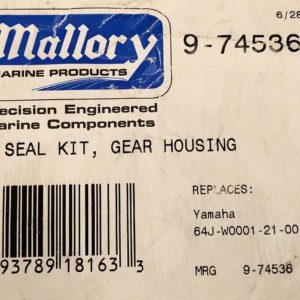 6/28
Mallory
MARINE PRODUCTS
9-74536
recision Engineered
arine Components
SEAL KIT, GEAR HOUSING
REPLACES:
Yamaha
64J-W0001-21-00
93789 18163 3
MRG 9-74536